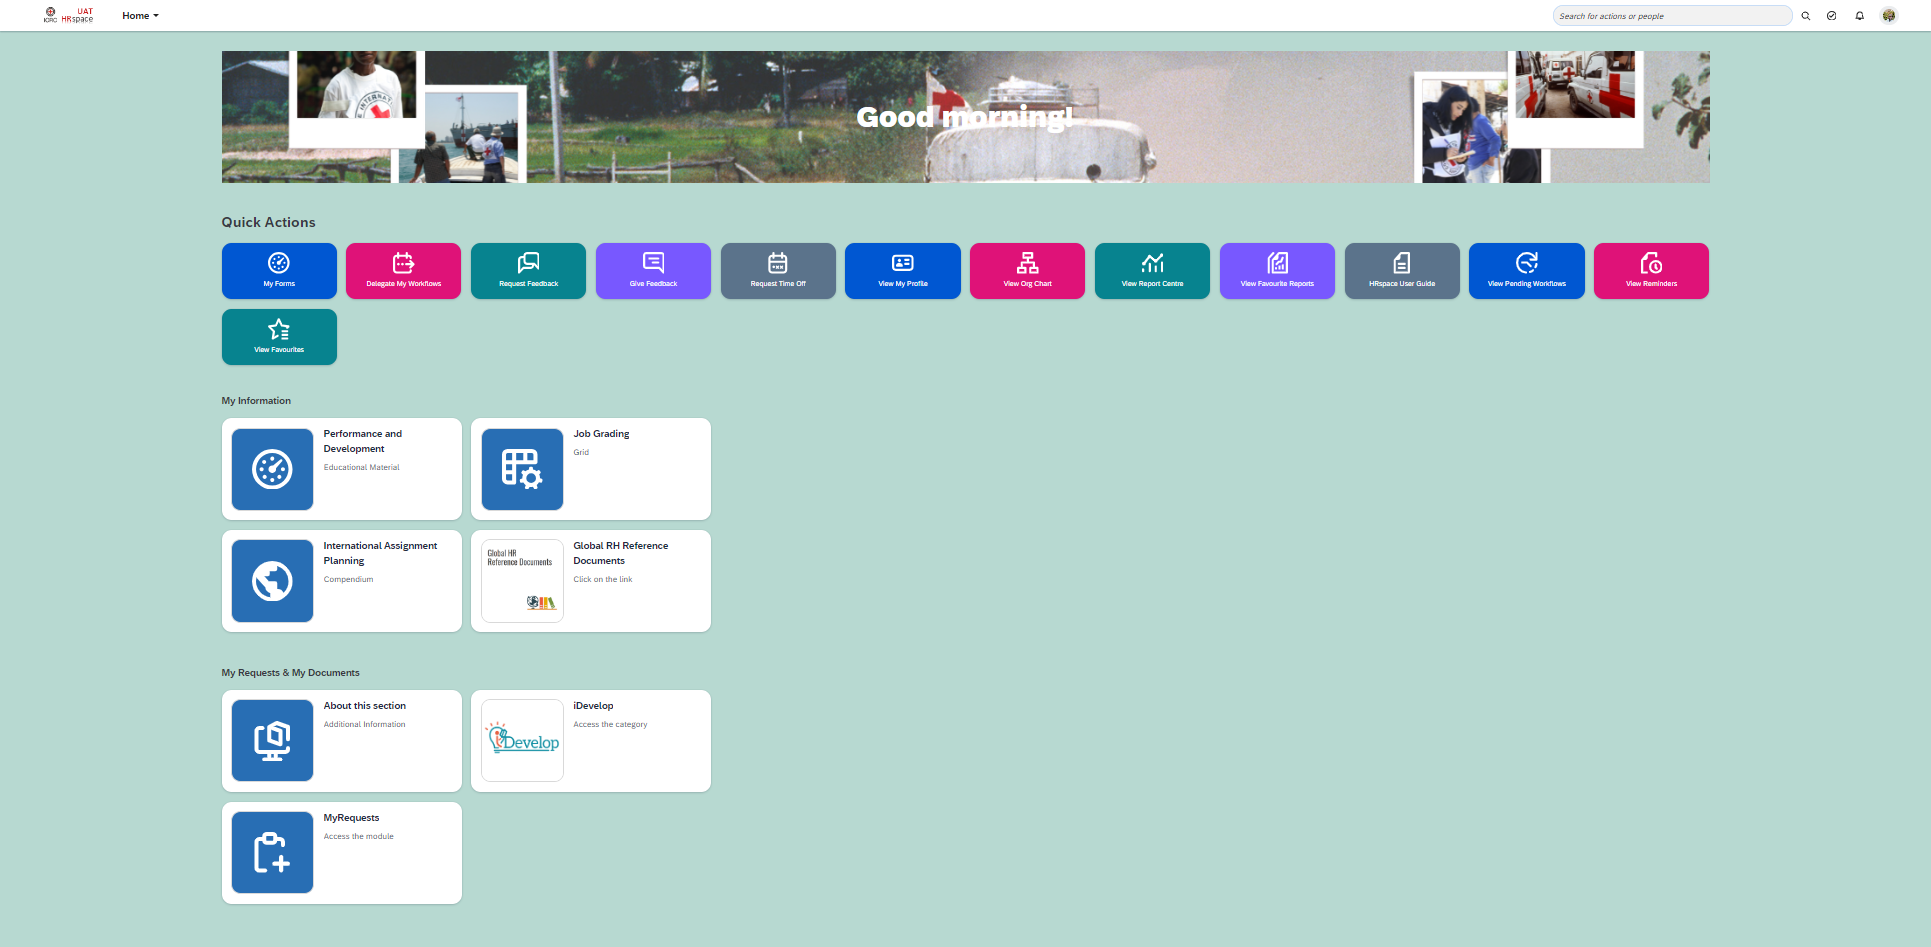 ICRC
UAT
HRspace
Home
Search for actions or people
INTERNAT
Good morning!
Quick Actions
My Forms
Delegate My Workflows
Request Feedback
Give Feedback
Request Time Off
View My Profile
View Org Chart
View Report Centre
View Favourite Reports
HRspace User Guide
View Pending Workflows
View Reminders
View Favourites
My Information
Performance and
Development
Educational Material
Job Grading
Grid
International Assignment
Planning
Compendium
Global HR
Reference Documents
Global RH Reference
Documents
Click on the link
My Requests & My Documents
About this section
Additional Information
iDevelop
iDevelop
Access the category
MyRequests
Access the module